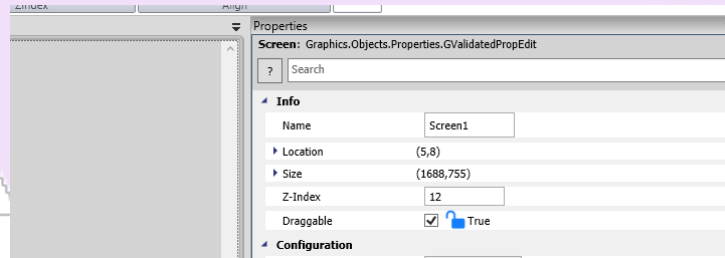 ZIndex Align
Properties
Screen: Graphics.Objects.Properties.GValidatedPropEdit
? Search
Info
Name Screen1
Location (5,8)
Size (1688,755)
Z-Index 12
Draggable True
Configuration